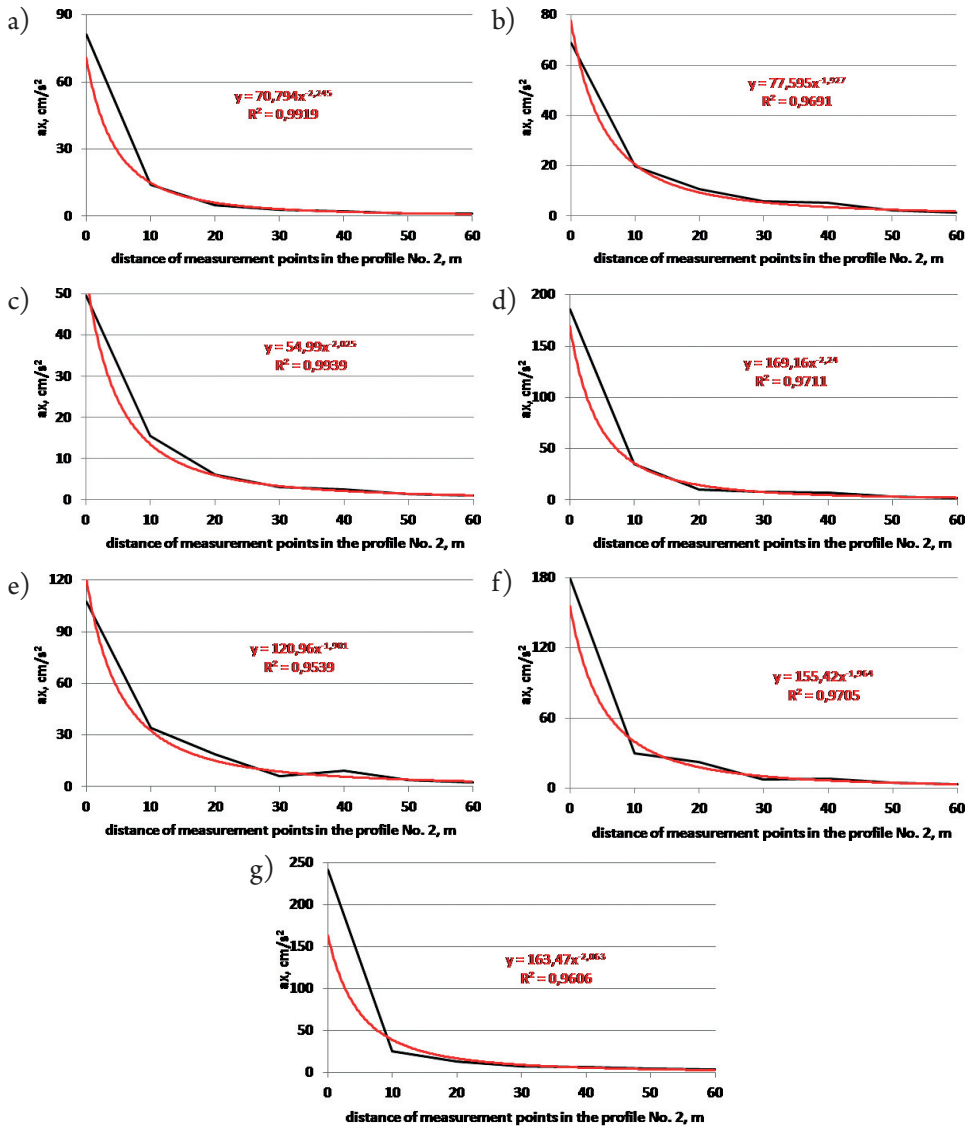 a)
90
60
30
0
ax, cm/s²
y = 70,794x⁻²,²⁴⁵
R² = 0,9919
0 10 20 30 40 50 60
distance of measurement points in the profile No. 2, m
b)
80
60
40
20
0
ax, cm/s²
y = 77,595x⁻¹,⁹²⁷
R² = 0,9691
0 10 20 30 40 50 60
distance of measurement points in the profile No. 2, m
c)
50
40
30
20
10
0
ax, cm/s²
y = 54,99x⁻²,⁰²⁵
R² = 0,9939
0 10 20 30 40 50 60
distance of measurement points in the profile No. 2, m
d)
200
150
100
50
0
ax, cm/s²
y = 169,16x⁻²,²⁴
R² = 0,9711
0 10 20 30 40 50 60
distance of measurement points in the profile No. 2, m
e)
120
90
60
30
0
ax, cm/s²
y = 120,96x⁻¹,⁹⁰¹
R² = 0,9539
0 10 20 30 40 50 60
distance of measurement points in the profile No. 2, m
f)
180
120
60
0
ax, cm/s²
y = 155,42x⁻¹,⁹⁶⁴
R² = 0,9705
0 10 20 30 40 50 60
distance of measurement points in the profile No. 2, m
g)
250
200
150
100
50
0
ax, cm/s²
y = 163,47x⁻²,⁰⁶³
R² = 0,9606
0 10 20 30 40 50 60
distance of measurement points in the profile No. 2, m